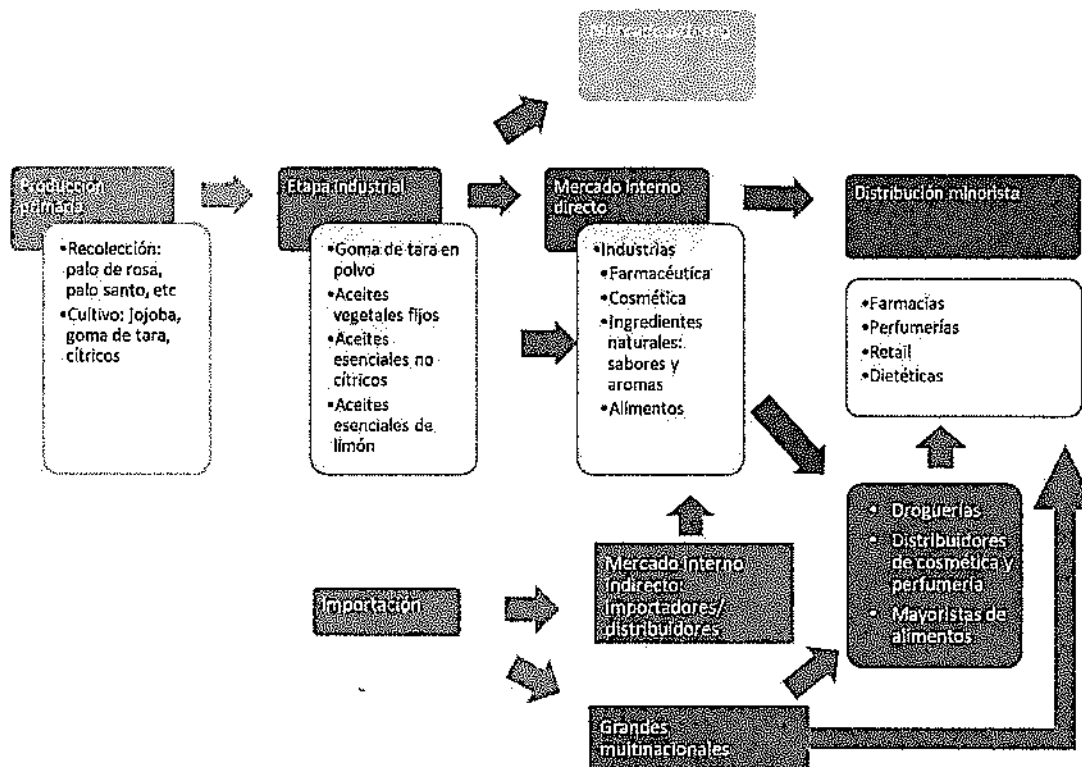 Mercado externo
Producción
primaria
•Recolección:
palo de rosa,
palo santo, etc
•Cultivo: Jojoba,
goma de tara,
cítricos
Etapa industrial
•Goma de tara en
polvo
•Aceites
vegetales fijos
•Aceites
esenciales no
cítricos
•Aceites
esenciales de
limón
Mercado interno
directo
•Industrias
•Farmacéutica
•Cosmética
•Ingredientes
naturales:
sabores y
aromas
•Alimentos
Distribución minorista
•Farmacias
•Perfumerías
•Retail
•Dietéticas
• Droguerías
• Distribuidores
de cosmética y
perfumería
• Mayoristas de
alimentos
Importación
Mercado Interno
Indirecto:
importadores/
distribuidores
Grandes
multinacionales